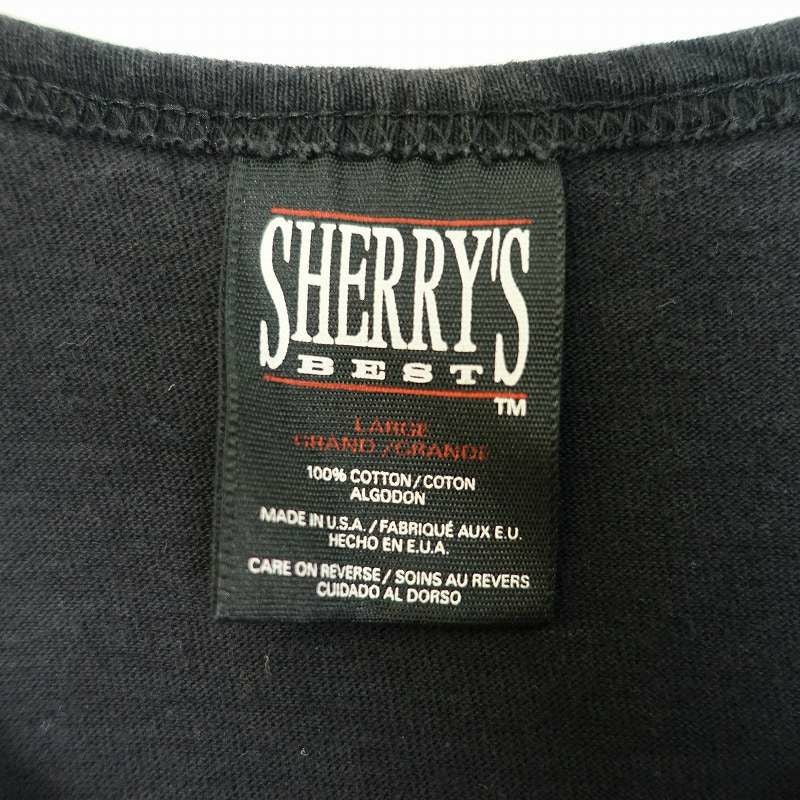 SHERRY'S
BEST
TM
LARGE
GRAND/GRANDE
100% COTTON/COTON
ALGODON
MADE IN U.S.A./FABRIQUÉ AUX E.U.
HECHO EN E.U.A.
CARE ON REVERSE/SOINS AU REVERS
CUIDADO AL DORSO